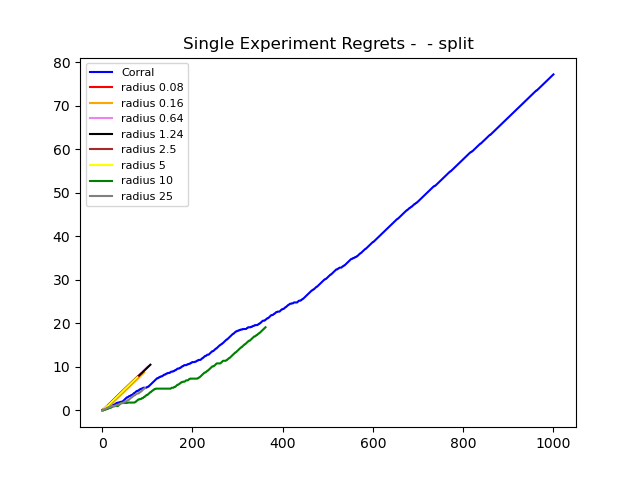 Single Experiment Regrets -  - split
80
70
60
50
40
30
20
10
0
Corral
radius 0.08
radius 0.16
radius 0.64
radius 1.24
radius 2.5
radius 5
radius 10
radius 25
0 200 400 600 800 1000